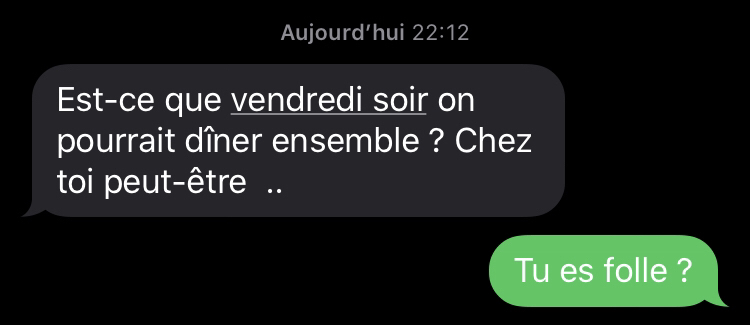 Aujourd’hui 22:12
Est-ce que vendredi soir on
pourrait dîner ensemble ? Chez
toi peut-être  ..
Tu es folle ?